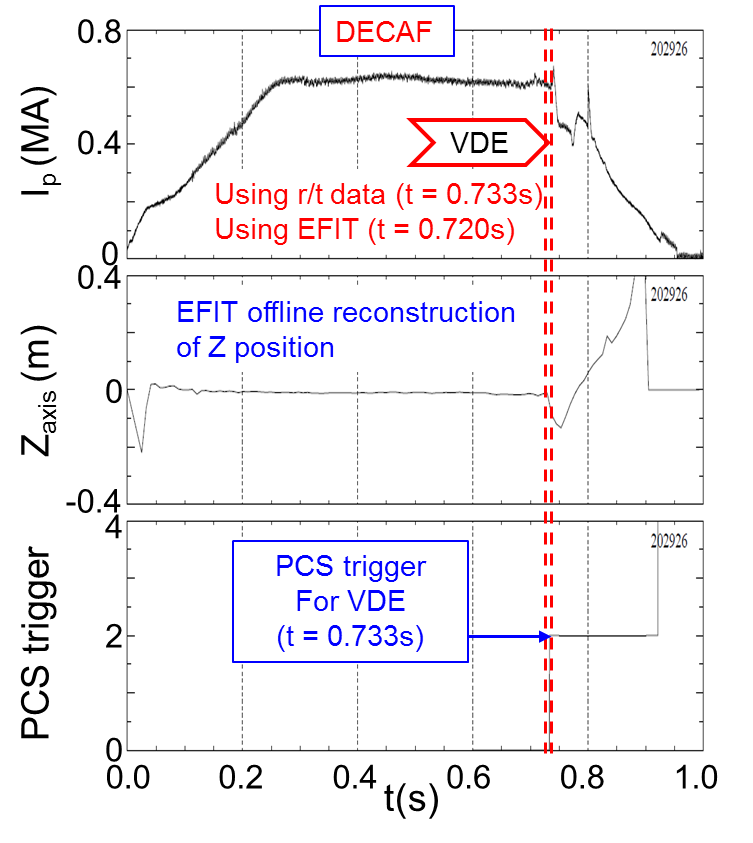 DECAF
0.8
202926
0.4
0
Ip (MA)
VDE
Using r/t data (t = 0.733s)
Using EFIT (t = 0.720s)
0.4
202926
EFIT offline reconstruction
of Z position
0
-0.4
Zaxis (m)
4
202926
PCS trigger
For VDE
(t = 0.733s)
2
0
PCS trigger
0.0
0.2
0.4
0.6
0.8
1.0
t(s)